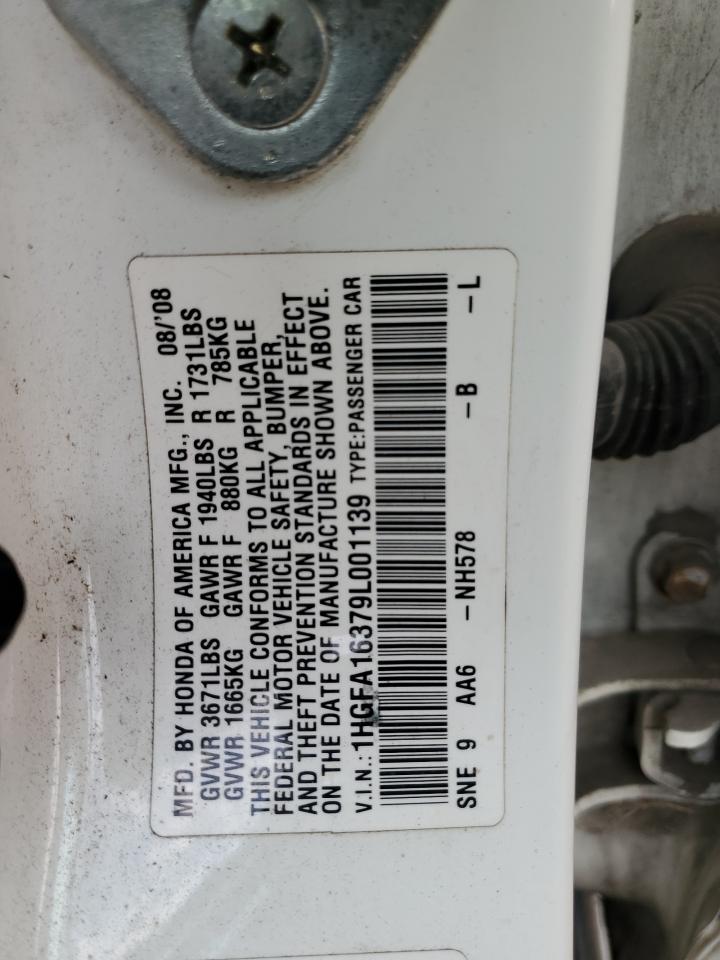 MFD. BY HONDA OF AMERICA MFG., INC. 08/'08
GVWR 3671LBS GAWR F 1940LBS R 1731LBS
GVWR 1665KG GAWR F 880KG R 785KG
THIS VEHICLE CONFORMS TO ALL APPLICABLE
FEDERAL MOTOR VEHICLE SAFETY, BUMPER,
AND THEFT PREVENTION STANDARDS IN EFFECT
ON THE DATE OF MANUFACTURE SHOWN ABOVE.
V.I.N.: 1HGFA16379L001139 TYPE:PASSENGER CAR
SNE 9 AA6 -NH578 -B -L